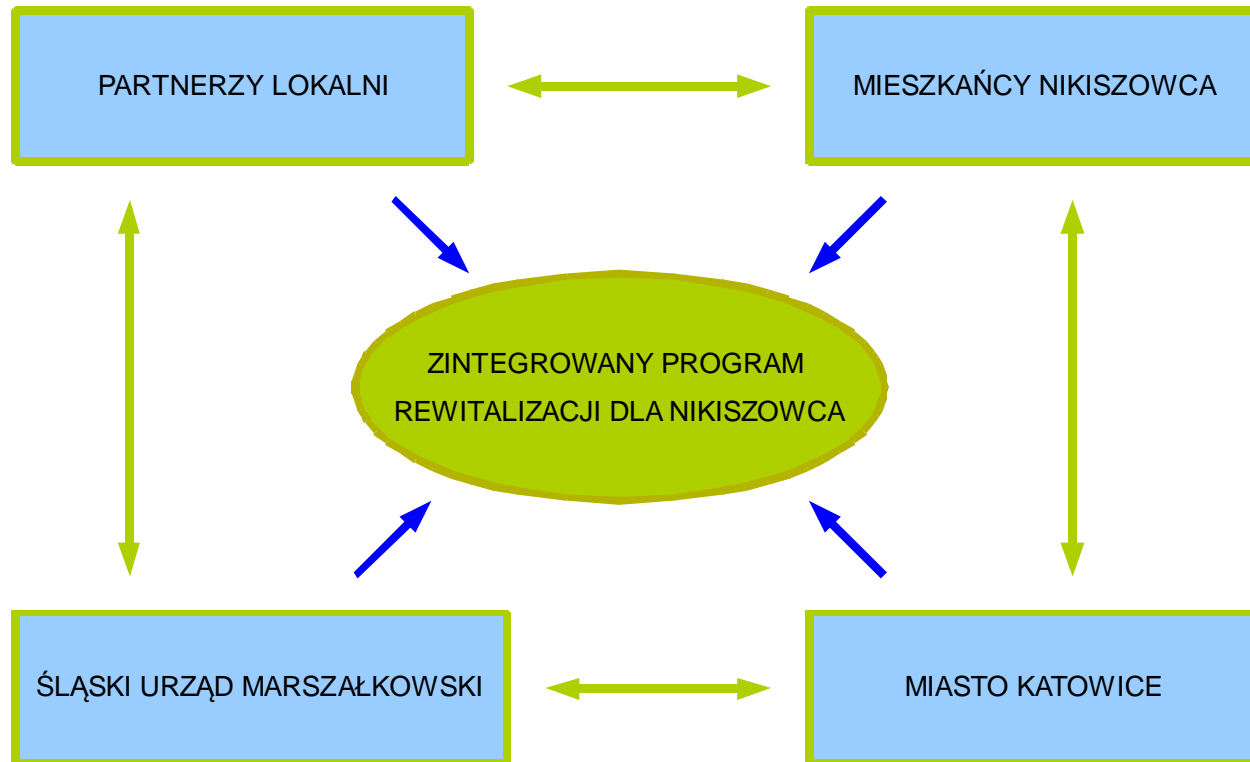 PARTNERZY LOKALNI
MIESZKAŃCY NIKISZOWCA
ZINTEGROWANY PROGRAM
REWITALIZACJI DLA NIKISZOWCA
ŚLĄSKI URZĄD MARSZAŁKOWSKI
MIASTO KATOWICE